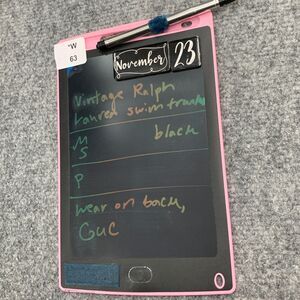 "W
63
November 23
Vintage Ralph
Lauren swim trunks
M black
S
P
wear on back,
GUC